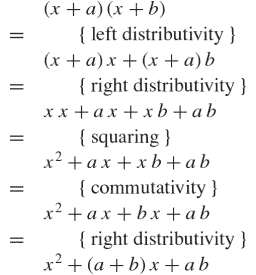 (x + a) (x + b)
= { left distributivity }
(x + a) x + (x + a) b
= { right distributivity }
x x + a x + x b + a b
= { squaring }
x² + a x + x b + a b
= { commutativity }
x² + a x + b x + a b
= { right distributivity }
x² + (a + b) x + a b